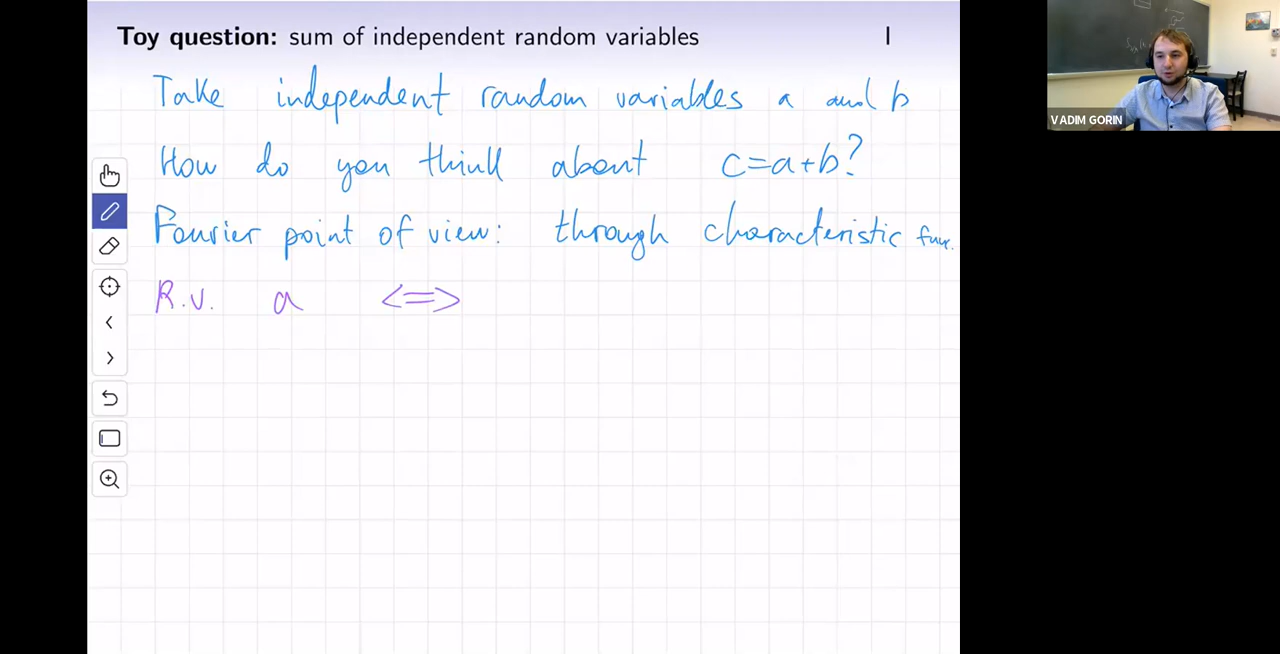 Toy question: sum of independent random variables I
Take independent random variables a and b
How do you think about c=a+b?
Fourier point of view: through characteristic func.
R.v. a <=>
VADIM GORIN